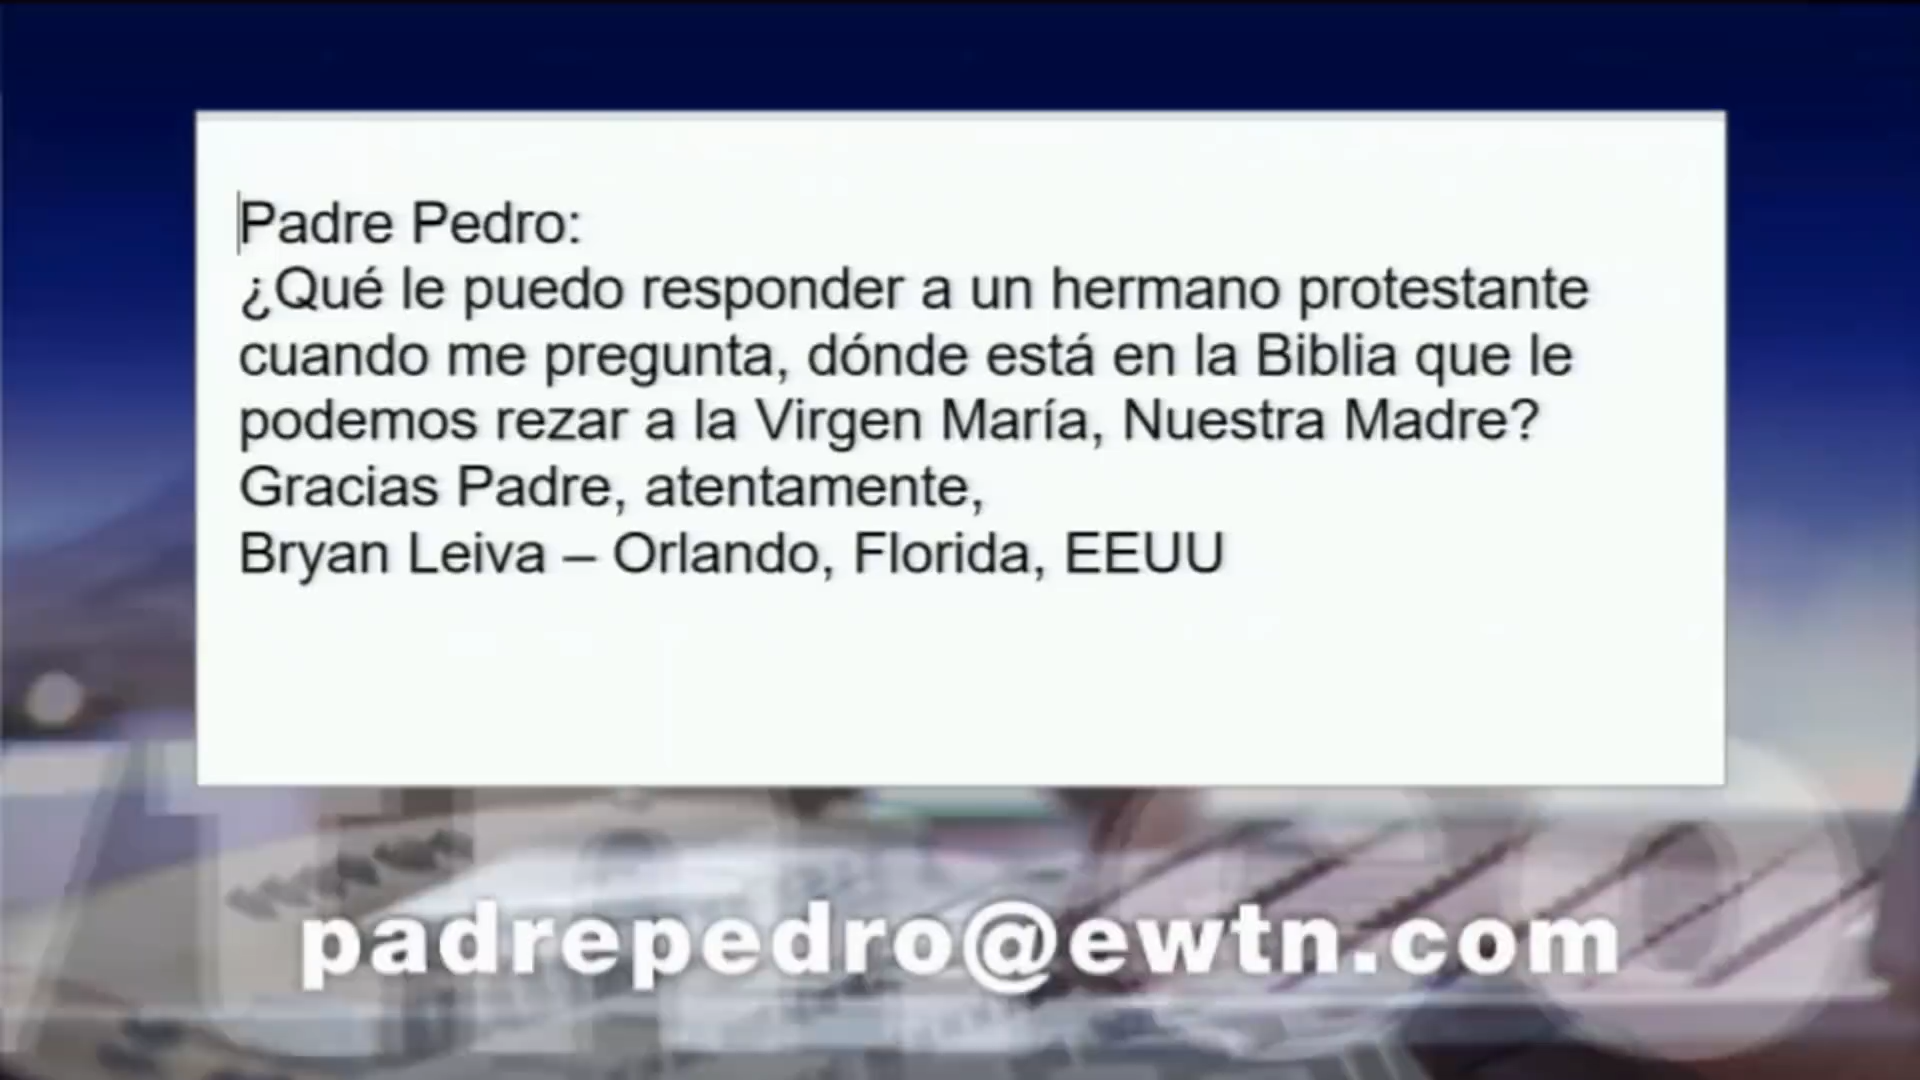 Padre Pedro:
¿Qué le puedo responder a un hermano protestante
cuando me pregunta, dónde está en la Biblia que le
podemos rezar a la Virgen María, Nuestra Madre?
Gracias Padre, atentamente,
Bryan Leiva – Orlando, Florida, EEUU
padrepedro@ewtn.com